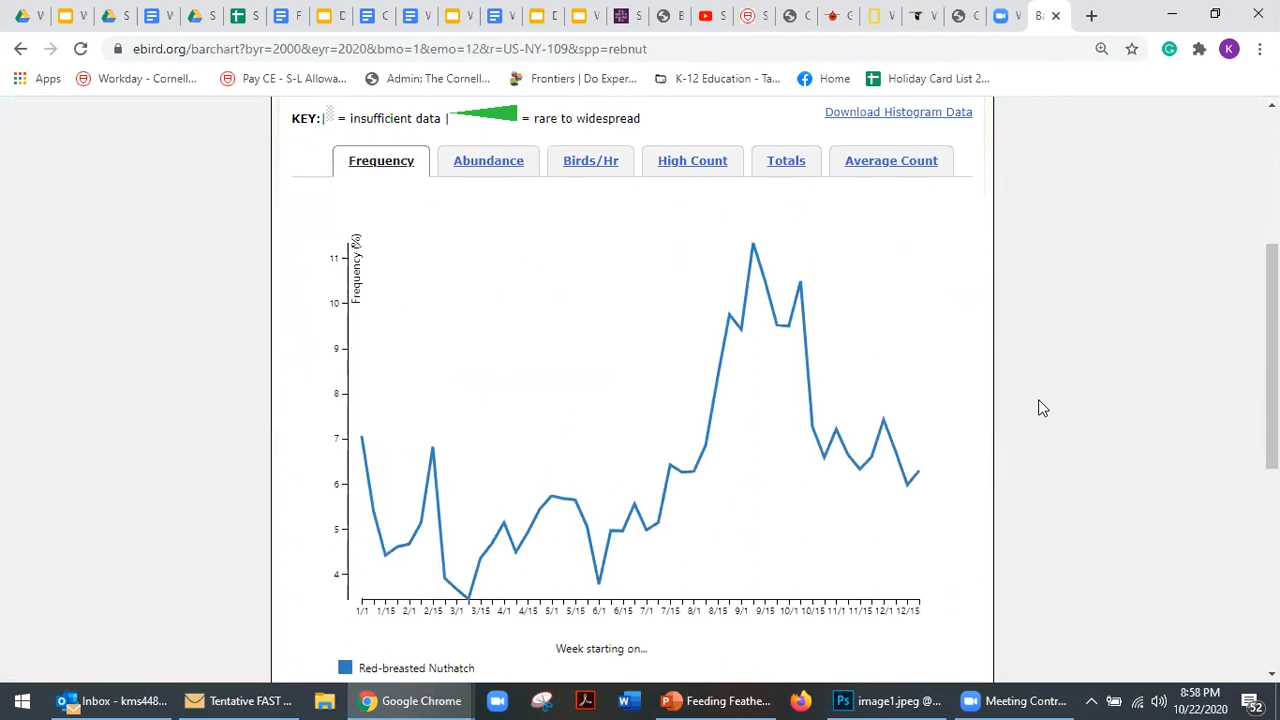 S
W
S
W
S
S
V
V
D
C
V
W
V
D
W
S
B
S
C
W
C
W
Ba
ebird.org/barchart?byr=2000&eyr=2020&bmo=1&emo=12&r=US-NY-109&spp=rebnut
K
Apps
Workday - Cornell...
Pay CE - S-L Allowa...
Admin: The Cornell...
Frontiers | Do Exper...
K-12 Education - Ta...
Home
Holiday Card List 2...
KEY:| = insufficient data | = rare to widespread
Download Histogram Data
Frequency
Abundance
Birds/Hr
High Count
Totals
Average Count
Frequency (%)
11
10
9
8
7
6
5
4
1/1 1/15 2/1 2/15 3/1 3/15 4/1 4/15 5/1 5/15 6/1 6/15 7/1 7/15 8/1 8/15 9/1 9/15 10/1 10/15 11/1 11/15 12/1 12/15
Week starting on...
Red-breasted Nuthatch
Inbox - kms448...
Tentative FAST ...
Google Chrome
Feeding Feathe...
image1.jpeg @...
Meeting Contr...
8:58 PM
10/22/2020
52